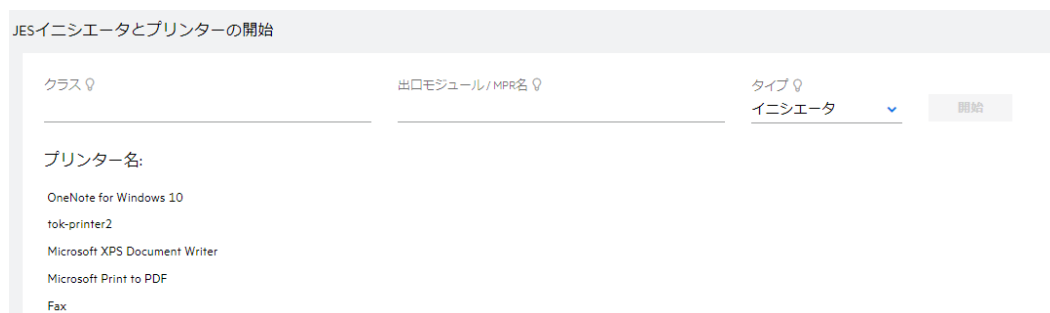 JESイニシエータとプリンターの開始
クラス
出口モジュール / MPR名
タイプ
イニシエータ
開始
プリンター名:
OneNote for Windows 10
tok-printer2
Microsoft XPS Document Writer
Microsoft Print to PDF
Fax